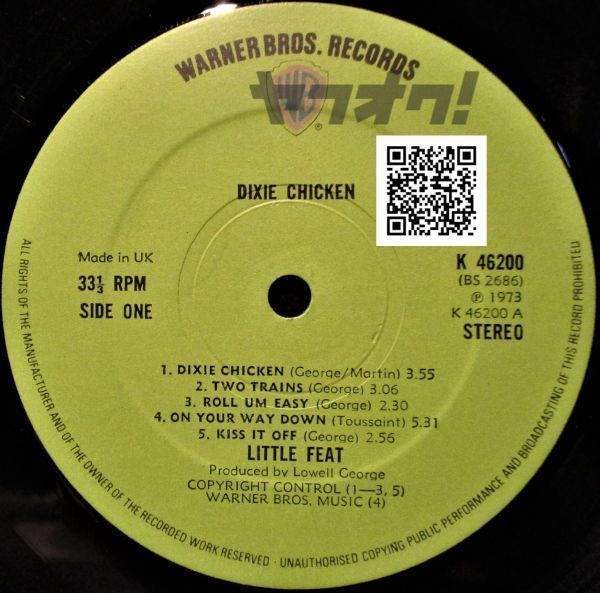 WARNER BROS. RECORDS
WB
ヤフオク!
®
DIXIE CHICKEN
Made in UK
33⅓ RPM
SIDE ONE
K 46200
(BS 2686)
℗ 1973
K 46200 A
STEREO
1. DIXIE CHICKEN (George/Martin) 3.55
2. TWO TRAINS (George) 3.06
3. ROLL UM EASY (George) 2.30
4. ON YOUR WAY DOWN (Toussaint) 5.31
5. KISS IT OFF (George) 2.56
LITTLE FEAT
Produced by Lowell George
COPYRIGHT CONTROL (1—3, 5)
WARNER BROS. MUSIC (4)
ALL RIGHTS OF THE MANUFACTURER AND OF THE OWNER OF THE RECORDED WORK RESERVED · UNAUTHORISED COPYING PUBLIC PERFORMANCE AND BROADCASTING OF THIS RECORD PROHIBITED